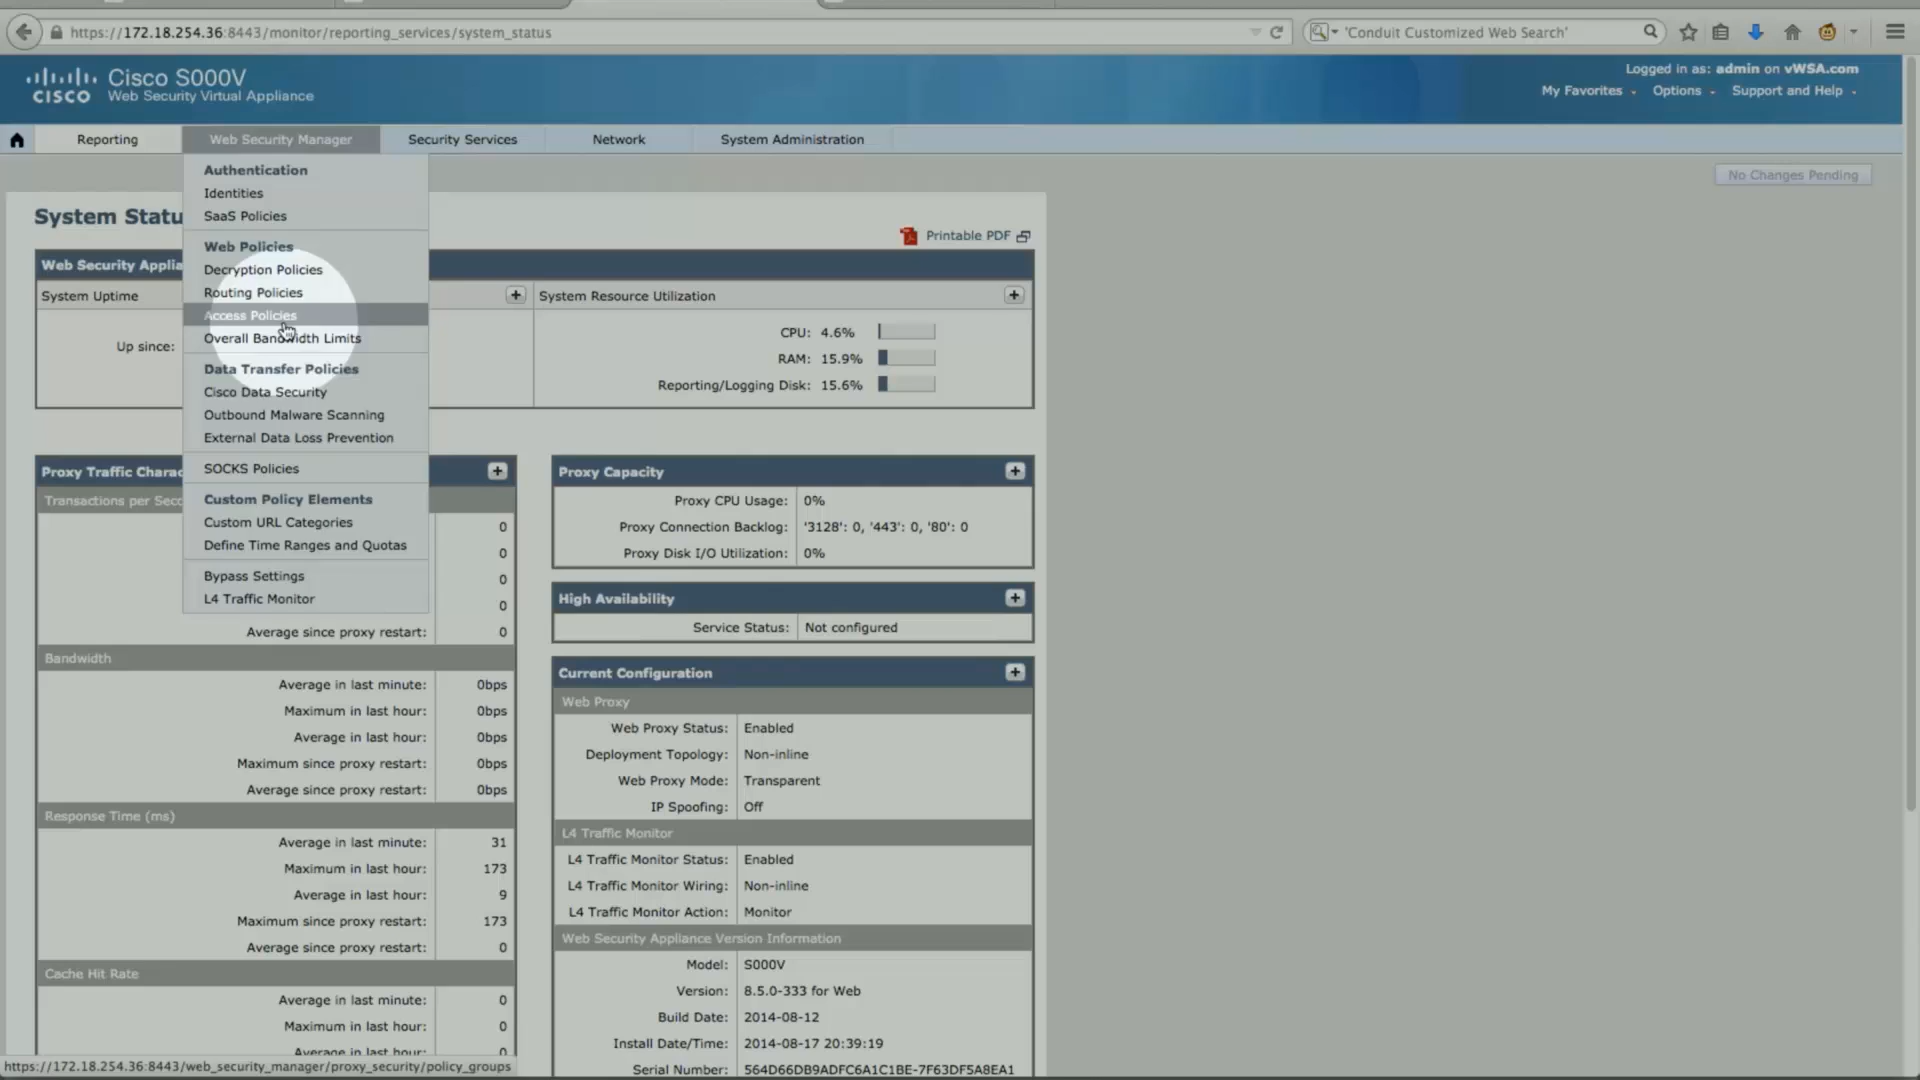 https://172.18.254.36:8443/monitor/reporting_services/system_status
'Conduit Customized Web Search'
CISCO
Cisco S000V
Web Security Virtual Appliance
Logged in as: admin on vWSA.com
My Favorites
Options
Support and Help
Reporting
Web Security Manager
Security Services
Network
System Administration
No Changes Pending
Authentication
Identities
SaaS Policies
Web Policies
Decryption Policies
Routing Policies
Access Policies
Overall Bandwidth Limits
Data Transfer Policies
Cisco Data Security
Outbound Malware Scanning
External Data Loss Prevention
SOCKS Policies
Custom Policy Elements
Custom URL Categories
Define Time Ranges and Quotas
Bypass Settings
L4 Traffic Monitor
System Statu
Printable PDF
Web Security Applia
System Uptime
Up since:
System Resource Utilization
CPU: 4.6%
RAM: 15.9%
Reporting/Logging Disk: 15.6%
Proxy Traffic Charac
Transactions per Seco
0
0
0
0
Average since proxy restart: 0
Bandwidth
Average in last minute: 0bps
Maximum in last hour: 0bps
Average in last hour: 0bps
Maximum since proxy restart: 0bps
Average since proxy restart: 0bps
Response Time (ms)
Average in last minute: 31
Maximum in last hour: 173
Average in last hour: 9
Maximum since proxy restart: 173
Average since proxy restart: 0
Cache Hit Rate
Average in last minute: 0
Maximum in last hour: 0
Average in last hour: 0
Proxy Capacity
Proxy CPU Usage: 0%
Proxy Connection Backlog: '3128': 0, '443': 0, '80': 0
Proxy Disk I/O Utilization: 0%
High Availability
Service Status: Not configured
Current Configuration
Web Proxy
Web Proxy Status: Enabled
Deployment Topology: Non-inline
Web Proxy Mode: Transparent
IP Spoofing: Off
L4 Traffic Monitor
L4 Traffic Monitor Status: Enabled
L4 Traffic Monitor Wiring: Non-inline
L4 Traffic Monitor Action: Monitor
Web Security Appliance Version Information
Model: S000V
Version: 8.5.0-333 for Web
Build Date: 2014-08-12
Install Date/Time: 2014-08-17 20:39:19
Serial Number: 564D66DB9ADFC6A1C1BE-7F63DF5A8EA1
https://172.18.254.36:8443/web_security_manager/proxy_security/policy_groups